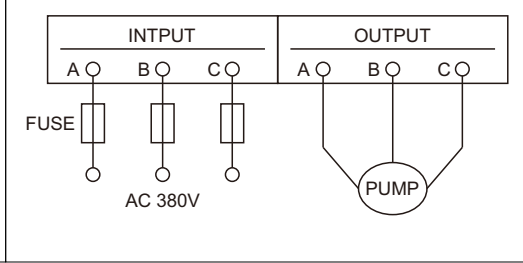 INTPUT OUTPUT
A B C A B C
FUSE
AC 380V
PUMP